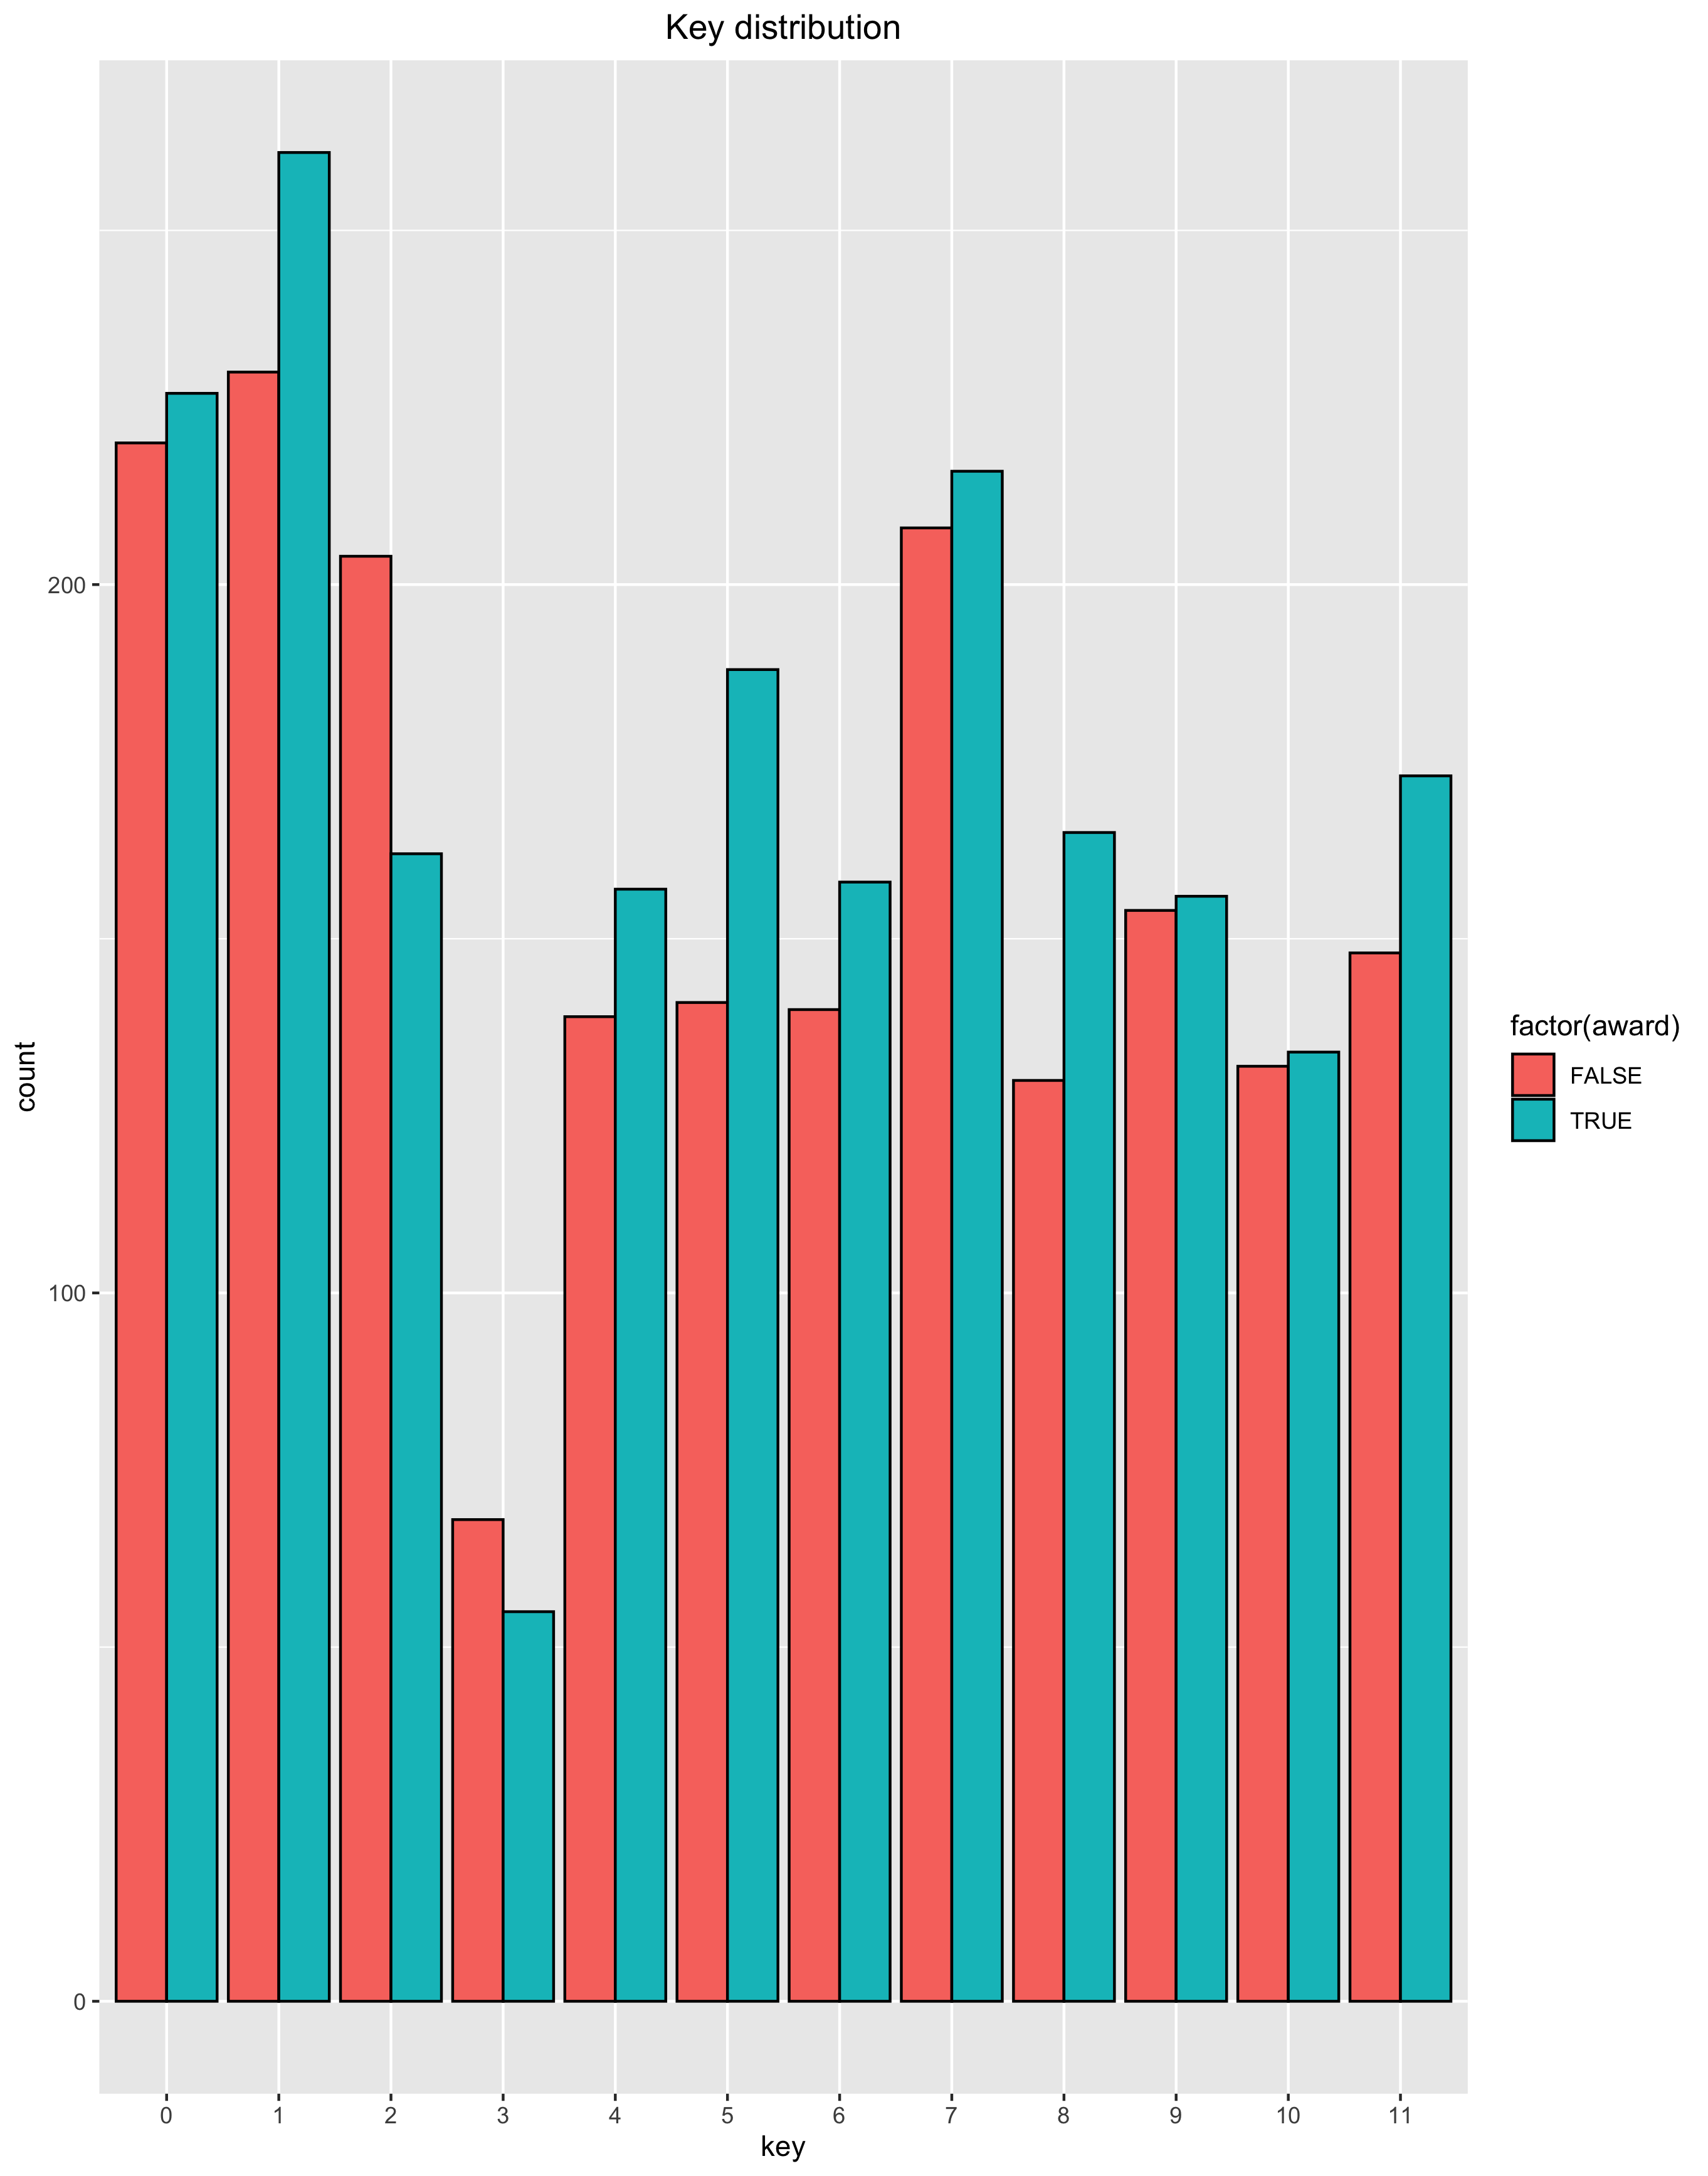 Key distribution
200
100
0
count
0 1 2 3 4 5 6 7 8 9 10 11
key
factor(award)
FALSE
TRUE